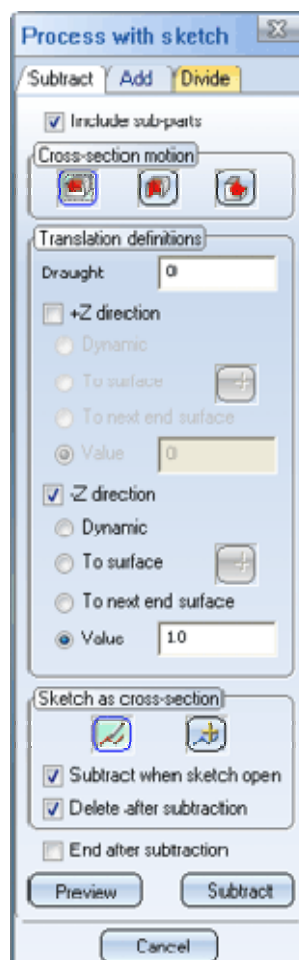 Process with sketch
Subtract Add Divide
Include sub-parts
Cross-section motion
Translation definitions
Draught 0
+Z direction
Dynamic
To surface
To next end surface
Value 0
-Z direction
Dynamic
To surface
To next end surface
Value 10
Sketch as cross-section
Subtract when sketch open
Delete after subtraction
End after subtraction
Preview Subtract
Cancel